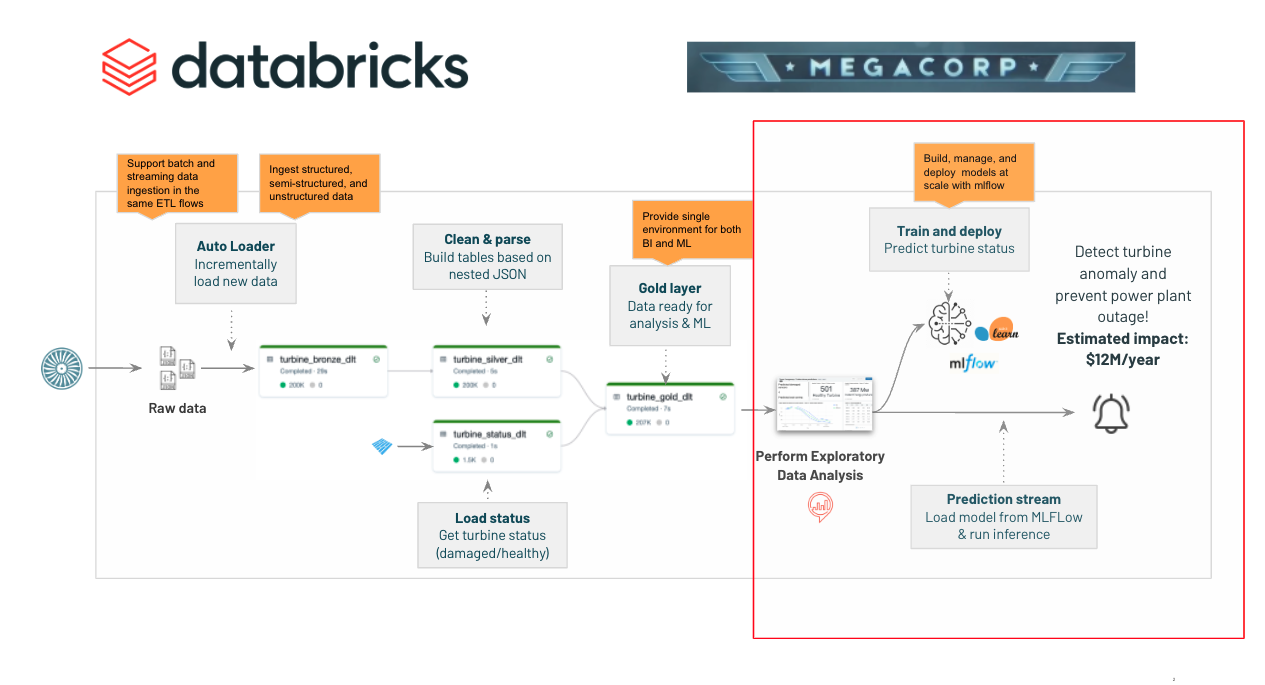 databricks
MEGACORP
Support batch and
streaming data
ingestion in the
same ETL flows
Ingest structured,
semi-structured, and
unstructured data
Auto Loader
Incrementally
load new data
Clean & parse
Build tables based on
nested JSON
Provide single
environment for both
BI and ML
Gold layer
Data ready for
analysis & ML
Build, manage, and
deploy models at
scale with mlflow
Train and deploy
Predict turbine status
Detect turbine
anomaly and
prevent power plant
outage!
Estimated impact:
$12M/year
learn
mlflow
Raw data
turbine_bronze_dlt
Completed · 28s
200K 0
turbine_silver_dlt
Completed · 5s
200K 0
turbine_status_dlt
Completed · 1s
1.5K 0
turbine_gold_dlt
Completed · 7s
207K 0
501
Perform Exploratory
Data Analysis
Load status
Get turbine status
(damaged/healthy)
Prediction stream
Load model from MLFLow
& run inference